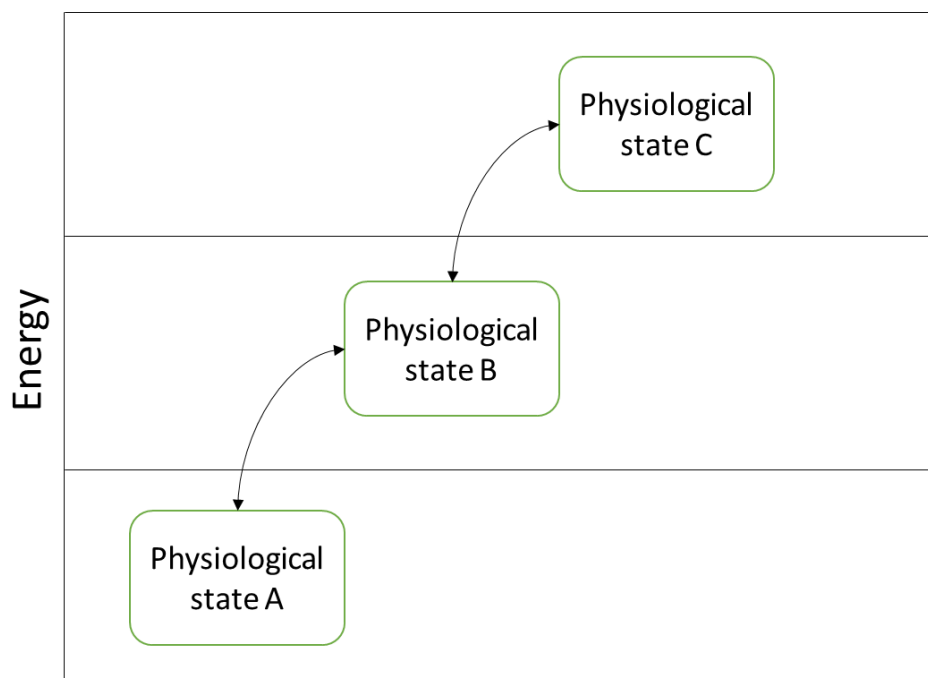 Energy
Physiological
state C
Physiological
state B
Physiological
state A